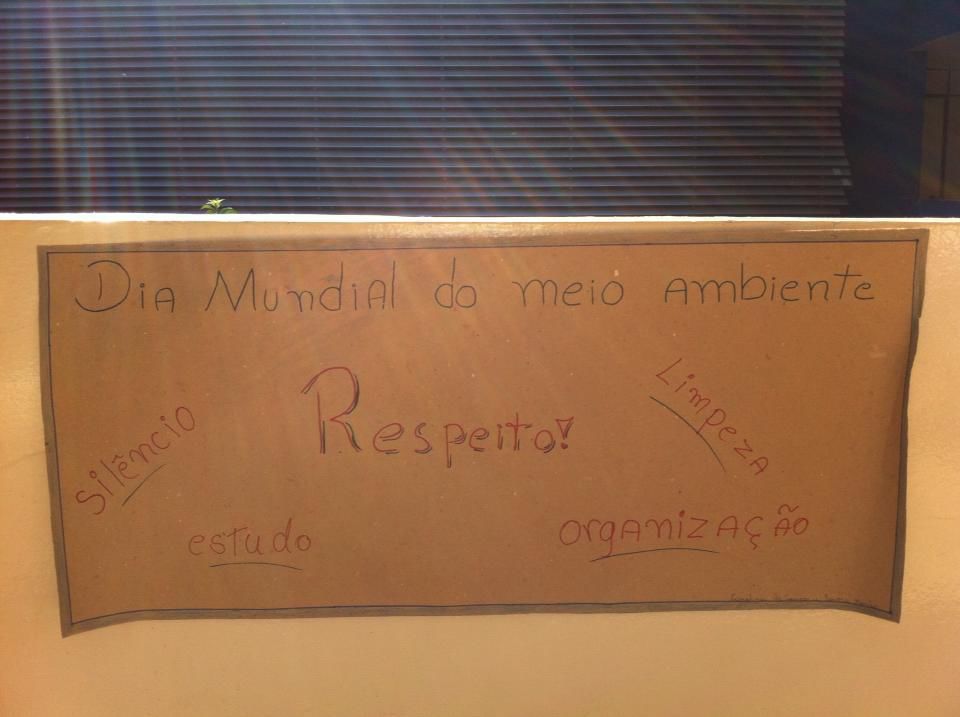 Dia Mundial do meio ambiente
Respeito!
Limpeza
Silêncio
estudo
organização